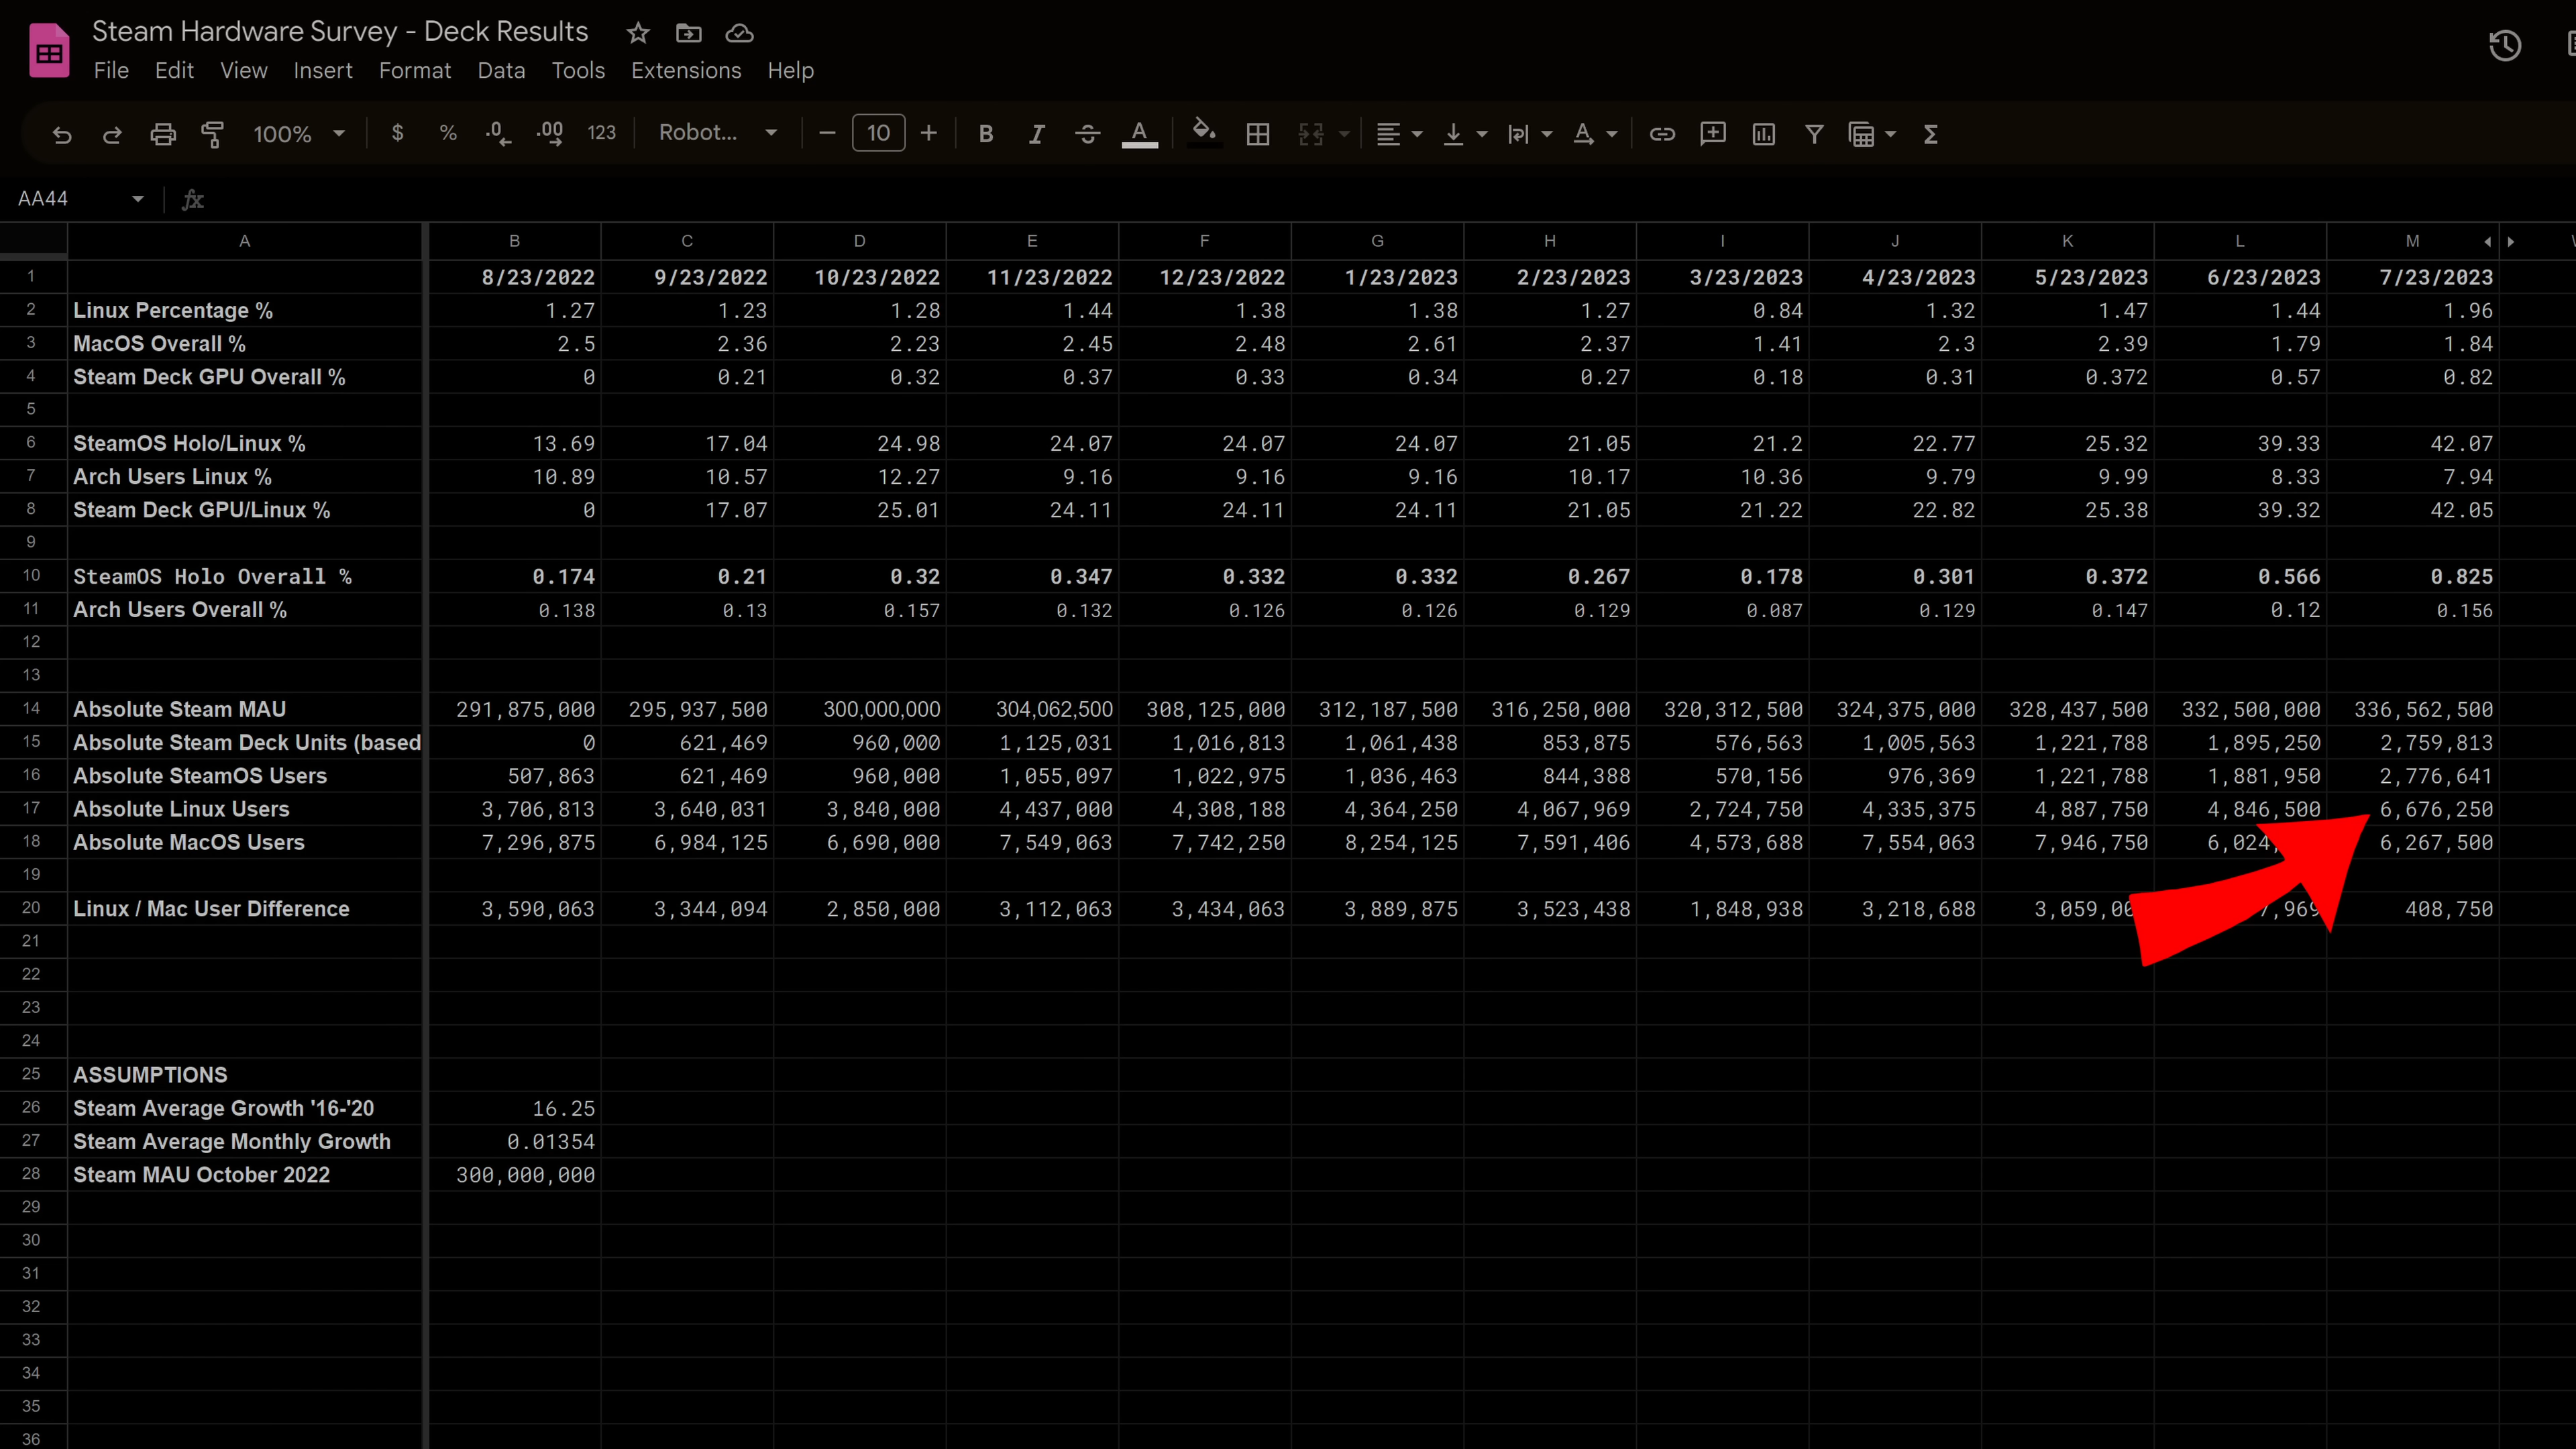 Steam Hardware Survey - Deck Results
File Edit View Insert Format Data Tools Extensions Help
100% $ % .0 .00 123 Robot... − 10 + B I S A Σ
AA44 fx
A B C D E F G H I J K L M
1 8/23/2022 9/23/2022 10/23/2022 11/23/2022 12/23/2022 1/23/2023 2/23/2023 3/23/2023 4/23/2023 5/23/2023 6/23/2023 7/23/2023
2 Linux Percentage % 1.27 1.23 1.28 1.44 1.38 1.38 1.27 0.84 1.32 1.47 1.44 1.96
3 MacOS Overall % 2.5 2.36 2.23 2.45 2.48 2.61 2.37 1.41 2.3 2.39 1.79 1.84
4 Steam Deck GPU Overall % 0 0.21 0.32 0.37 0.33 0.34 0.27 0.18 0.31 0.372 0.57 0.82
5
6 SteamOS Holo/Linux % 13.69 17.04 24.98 24.07 24.07 24.07 21.05 21.2 22.77 25.32 39.33 42.07
7 Arch Users Linux % 10.89 10.57 12.27 9.16 9.16 9.16 10.17 10.36 9.79 9.99 8.33 7.94
8 Steam Deck GPU/Linux % 0 17.07 25.01 24.11 24.11 24.11 21.05 21.22 22.82 25.38 39.32 42.05
9
10 SteamOS Holo Overall % 0.174 0.21 0.32 0.347 0.332 0.332 0.267 0.178 0.301 0.372 0.566 0.825
11 Arch Users Overall % 0.138 0.13 0.157 0.132 0.126 0.126 0.129 0.087 0.129 0.147 0.12 0.156
12
13
14 Absolute Steam MAU 291,875,000 295,937,500 300,000,000 304,062,500 308,125,000 312,187,500 316,250,000 320,312,500 324,375,000 328,437,500 332,500,000 336,562,500
15 Absolute Steam Deck Units (based 0 621,469 960,000 1,125,031 1,016,813 1,061,438 853,875 576,563 1,005,563 1,221,788 1,895,250 2,759,813
16 Absolute SteamOS Users 507,863 621,469 960,000 1,055,097 1,022,975 1,036,463 844,388 570,156 976,369 1,221,788 1,881,950 2,776,641
17 Absolute Linux Users 3,706,813 3,640,031 3,840,000 4,437,000 4,308,188 4,364,250 4,067,969 2,724,750 4,335,375 4,887,750 4,846,500 6,676,250
18 Absolute MacOS Users 7,296,875 6,984,125 6,690,000 7,549,063 7,742,250 8,254,125 7,591,406 4,573,688 7,554,063 7,946,750 6,024, 6,267,500
19
20 Linux / Mac User Difference 3,590,063 3,344,094 2,850,000 3,112,063 3,434,063 3,889,875 3,523,438 1,848,938 3,218,688 3,059,00 7,969 408,750
21
22
23
24
25 ASSUMPTIONS
26 Steam Average Growth '16-'20 16.25
27 Steam Average Monthly Growth 0.01354
28 Steam MAU October 2022 300,000,000
29
30
31
32
33
34
35
36